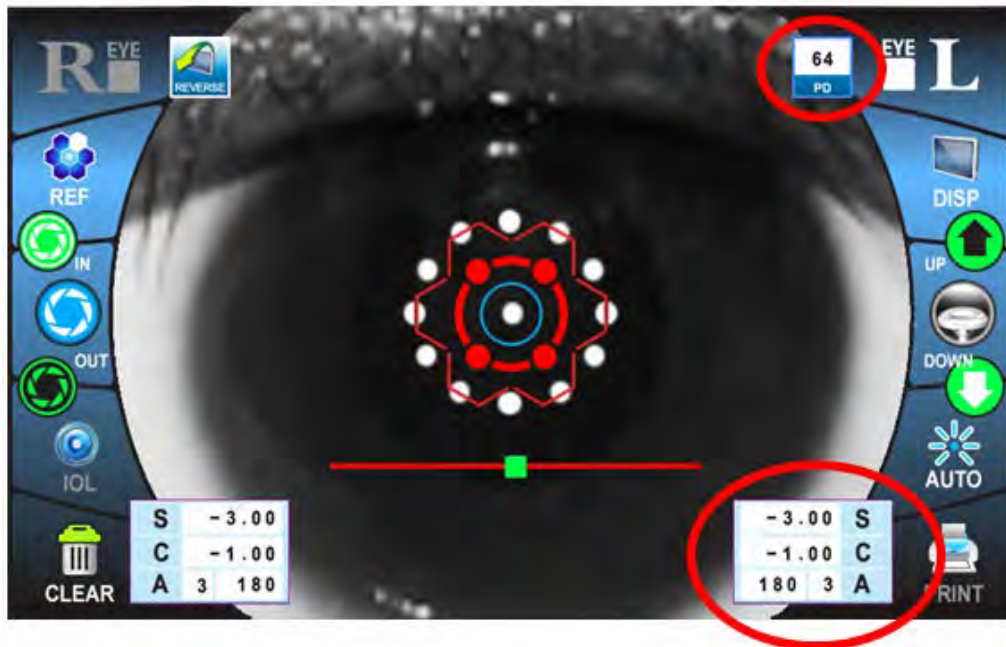 R EYE
REVERSE
64
PD
EYE L
REF
DISP
IN
UP
OUT
DOWN
IOL
AUTO
CLEAR
S -3.00
C -1.00
A 3 180
-3.00 S
-1.00 C
180 3 A
PRINT